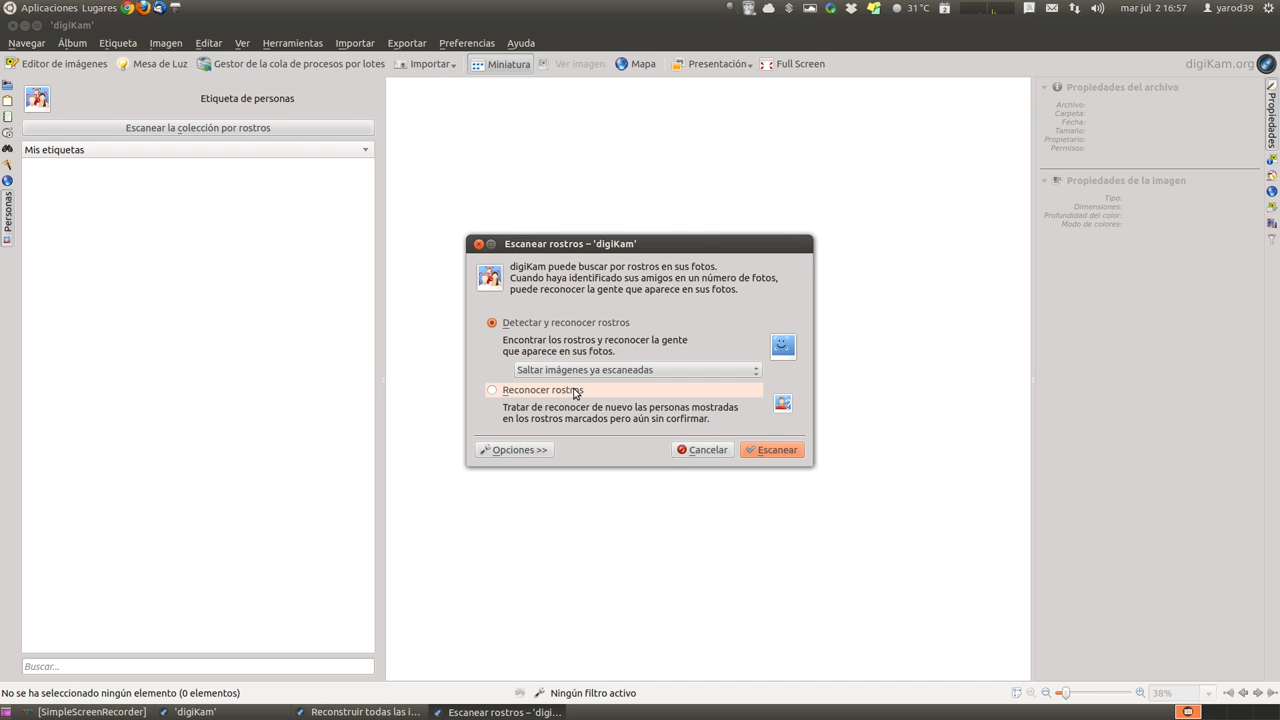 Aplicaciones Lugares
31 °C
mar jul 2 16:57
yarod39
'digiKam'
Navegar Álbum Etiqueta Imagen Editar Ver Herramientas Importar Exportar Preferencias Ayuda
Editor de imágenes Mesa de Luz Gestor de la cola de procesos por lotes Importar Miniatura Ver imagen Mapa Presentación Full Screen
digiKam.org
Etiqueta de personas
Escanear la colección por rostros
Mis etiquetas
Personas
Buscar...
Escanear rostros – 'digiKam'
digiKam puede buscar por rostros en sus fotos.
Cuando haya identificado sus amigos en un número de fotos,
puede reconocer la gente que aparece en sus fotos.
Detectar y reconocer rostros
Encontrar los rostros y reconocer la gente
que aparece en sus fotos.
Saltar imágenes ya escaneadas
Reconocer rostros
Tratar de reconocer de nuevo las personas mostradas
en los rostros marcados pero aún sin confirmar.
Opciones >> Cancelar Escanear
Propiedades del archivo
Archivo:
Carpeta:
Fecha:
Tamaño:
Propietario:
Permisos:
Propiedades de la imagen
Tipo:
Dimensiones:
Profundidad del color:
Modo de colores:
Propiedades
No se ha seleccionado ningún elemento (0 elementos)
Ningún filtro activo
38%
[SimpleScreenRecorder] 'digiKam' Reconstruir todas las i... Escanear rostros – 'digi...